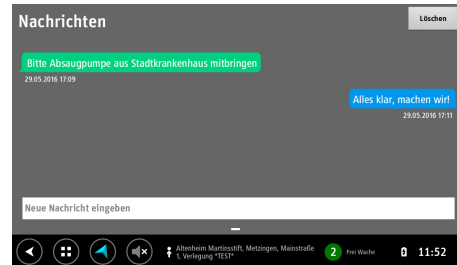 Nachrichten
Löschen
Bitte Absaugpumpe aus Stadtkrankenhaus mitbringen
29.05.2016 17:09
Alles klar, machen wir!
29.05.2016 17:11
Neue Nachricht eingeben
Altenheim Martinsstift, Metzingen, Mainstraße
1, Verlegung *TEST*
2 Frei Wache
11:52